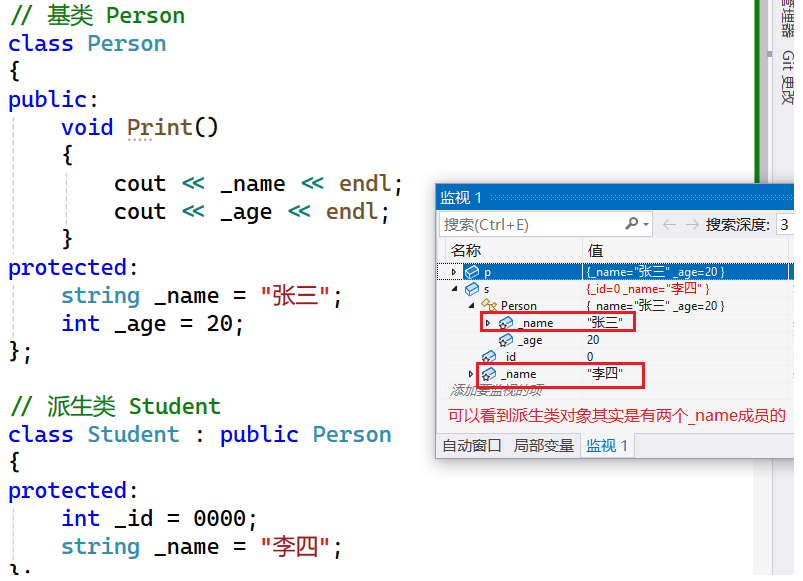 // 基类 Person
class Person
{
public:
void Print()
{
cout << _name << endl;
cout << _age << endl;
}
protected:
string _name = "张三";
int _age = 20;
};
// 派生类 Student
class Student : public Person
{
protected:
int _id = 0000;
string _name = "李四";
};
监视 1
搜索(Ctrl+E) 搜索深度: 3
名称 值
p {_name="张三" _age=20 }
s {_id=0 _name="李四" }
Person {_name="张三" _age=20 }
_name "张三"
_age 20
_id 0
_name "李四"
添加要监视的项
可以看到派生类对象其实是有两个_name成员的
自动窗口 局部变量 监视 1
管理器
Git 更改